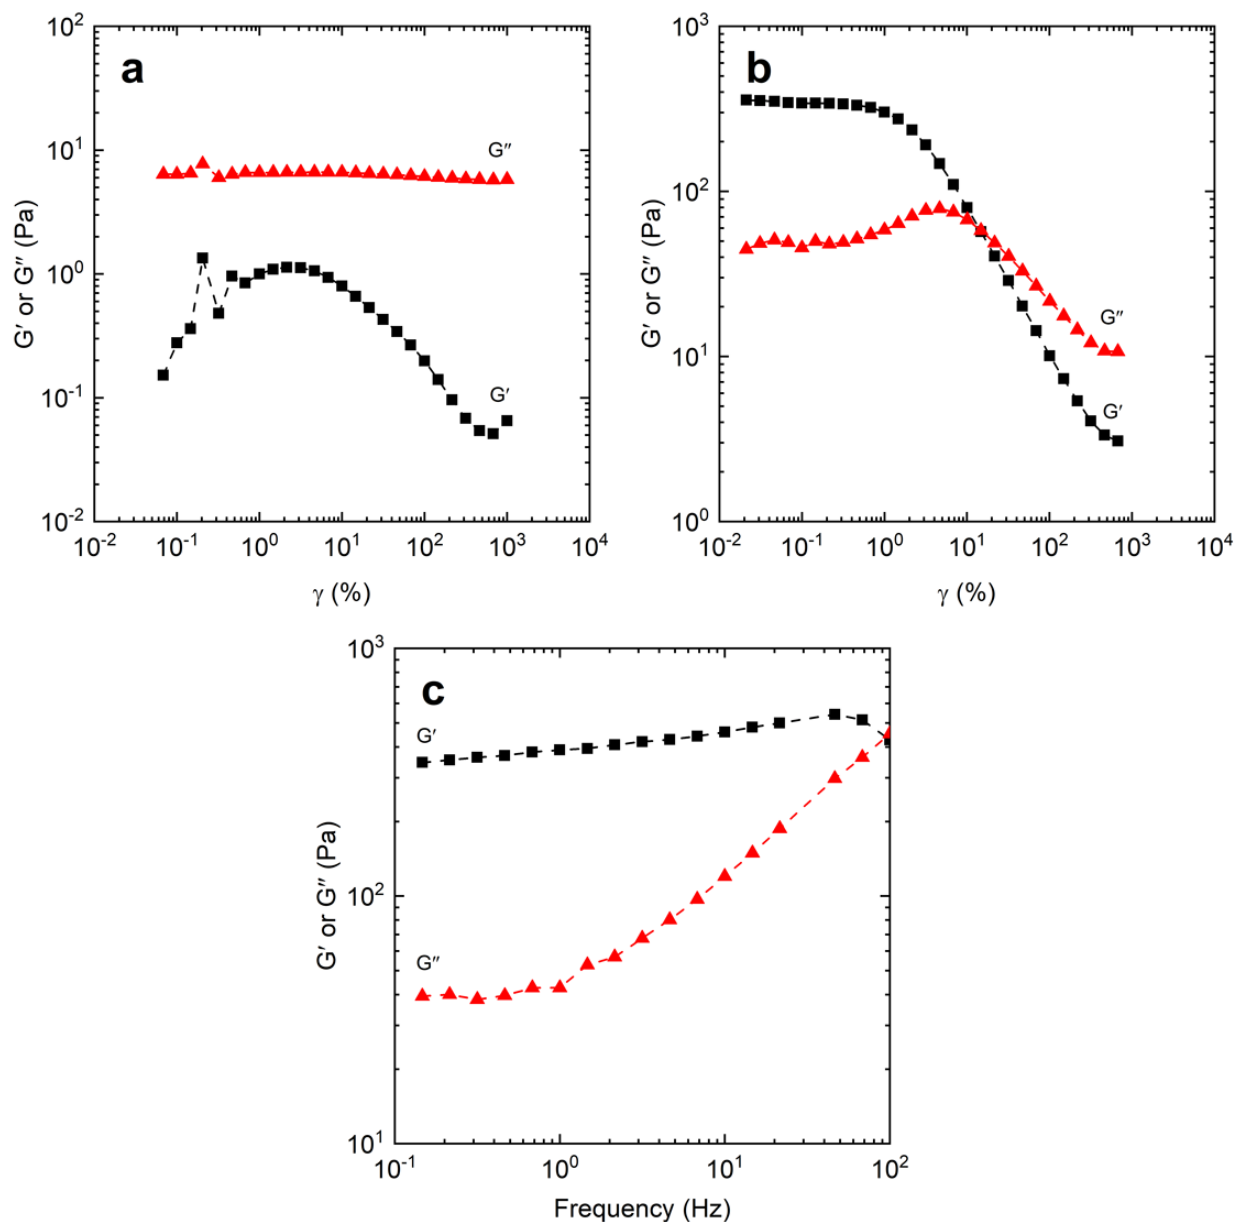 a
10² 
10¹
10⁰
10⁻¹
10⁻²
G′ or G″ (Pa)
G″
G′
10⁻² 10⁻¹ 10⁰ 10¹ 10² 10³ 10⁴
γ (%)
b
10³
10²
10¹
10⁰
G′ or G″ (Pa)
G″
G′
10⁻² 10⁻¹ 10⁰ 10¹ 10² 10³ 10⁴
γ (%)
c
10³
10²
10¹
G′ or G″ (Pa)
G′
G″
10⁻¹ 10⁰ 10¹ 10²
Frequency (Hz)